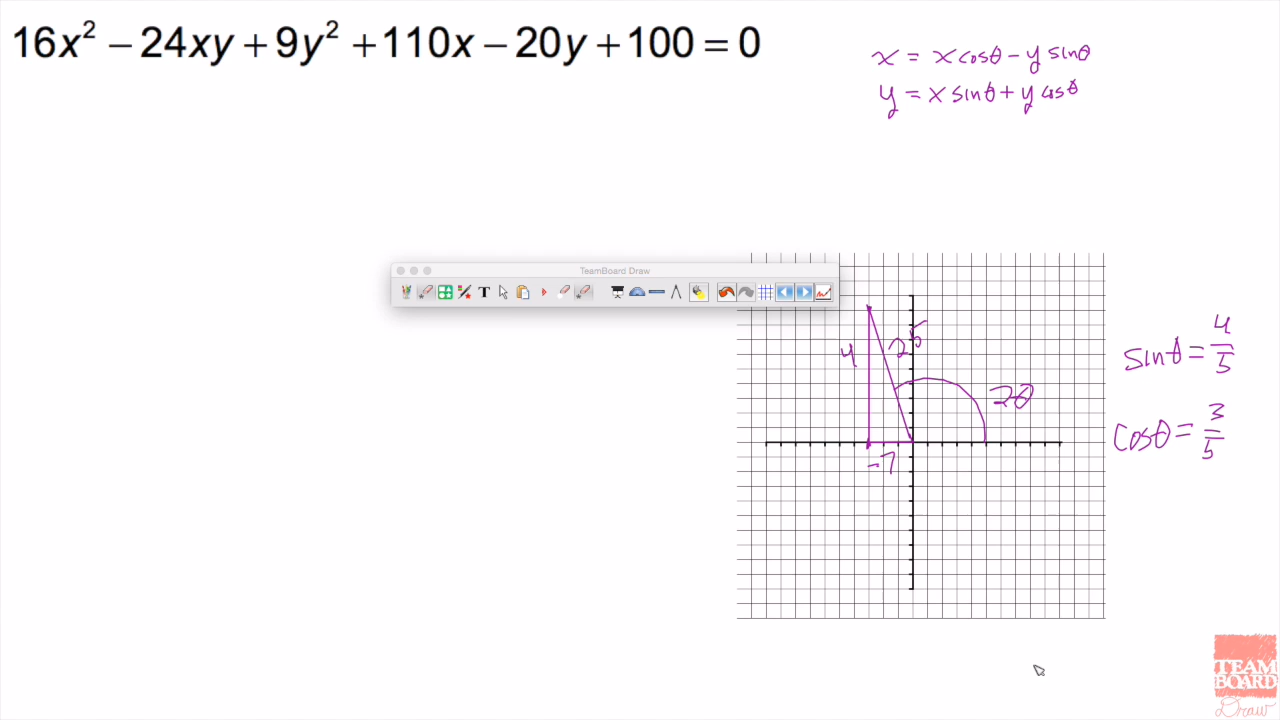 16x² − 24xy + 9y² + 110x − 20y + 100 = 0
x = x cosθ − y sinθ
y = x sinθ + y cosθ
TeamBoard Draw
T
4
25
2θ
-7
sinθ = 4/5
cosθ = 3/5
TEAM
BOARD
Draw